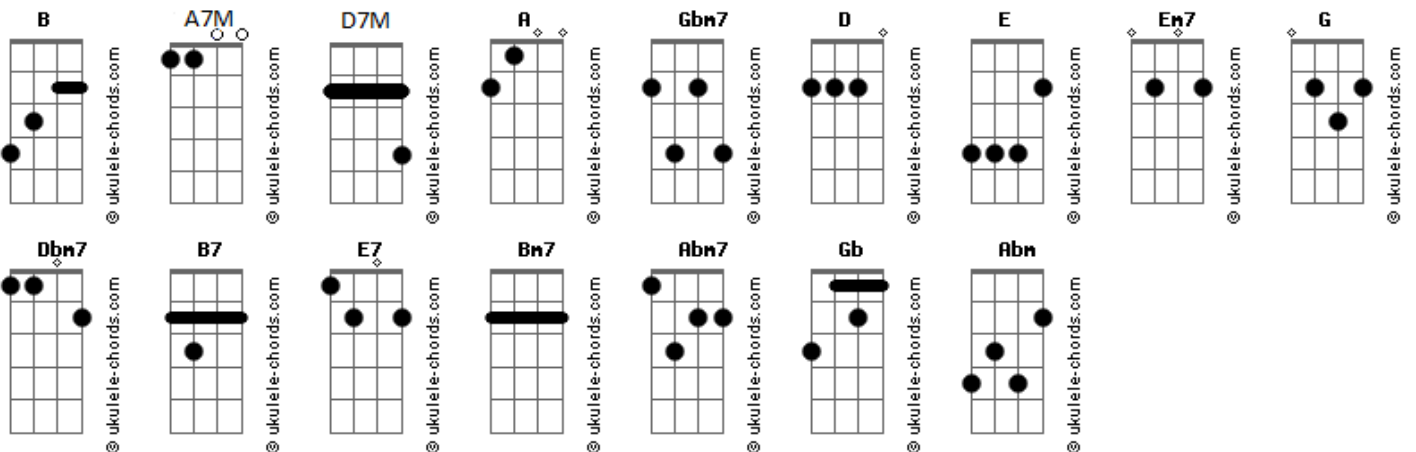 B A7M D7M A Gbm7 D E Em7 G
© ukulele-chords.com © ukulele-chords.com © ukulele-chords.com © ukulele-chords.com © ukulele-chords.com © ukulele-chords.com © ukulele-chords.com © ukulele-chords.com © ukulele-chords.com
Dbm7 B7 E7 Bm7 Abm7 Gb Abm
© ukulele-chords.com © ukulele-chords.com © ukulele-chords.com © ukulele-chords.com © ukulele-chords.com © ukulele-chords.com © ukulele-chords.com